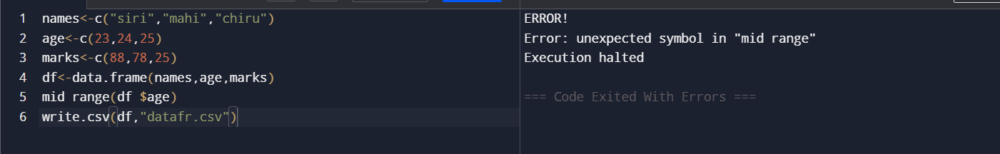 1 names<-c("siri","mahi","chiru")
2 age<-c(23,24,25)
3 marks<-c(88,78,25)
4 df<-data.frame(names,age,marks)
5 mid range(df $age)
6 write.csv(df,"datafr.csv")
ERROR!
Error: unexpected symbol in "mid range"
Execution halted
=== Code Exited With Errors ===